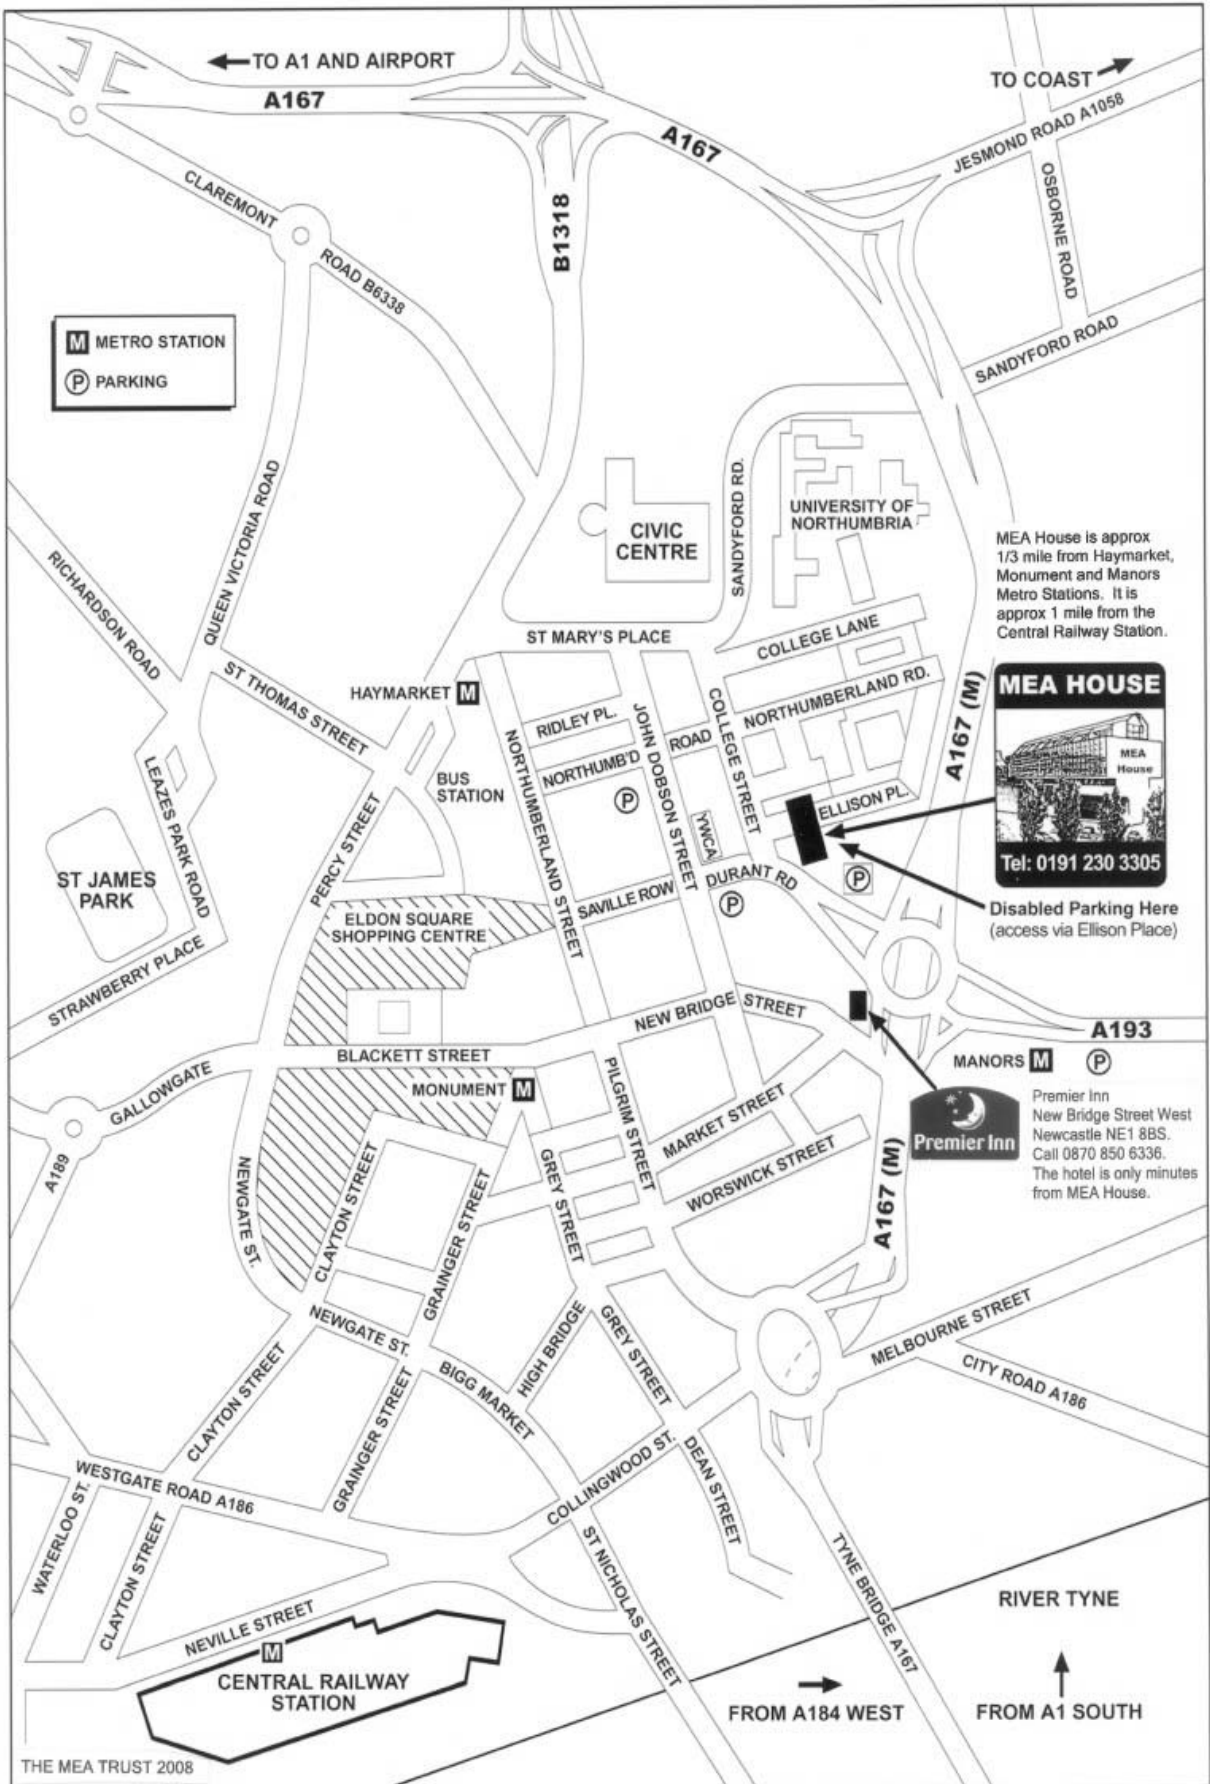 TO A1 AND AIRPORT
A167
TO COAST
JESMOND ROAD A1058
A167
CLAREMONT
ROAD B6338
B1318
OSBORNE ROAD
SANDYFORD ROAD
M METRO STATION
P PARKING
QUEEN VICTORIA ROAD
RICHARDSON ROAD
CIVIC
CENTRE
SANDYFORD RD.
UNIVERSITY OF
NORTHUMBRIA
MEA House is approx
1/3 mile from Haymarket,
Monument and Manors
Metro Stations. It is
approx 1 mile from the
Central Railway Station.
ST MARY'S PLACE
COLLEGE LANE
ST THOMAS STREET
HAYMARKET M
RIDLEY PL.
NORTHUMB'D
ROAD
NORTHUMBERLAND RD.
COLLEGE STREET
JOHN DOBSON STREET
NORTHUMBERLAND STREET
A167 (M)
MEA HOUSE
MEA
House
Tel: 0191 230 3305
BUS
STATION
P
ELLISON PL.
LEAZES PARK ROAD
PERCY STREET
YWCA
ST JAMES
PARK
SAVILLE ROW
DURANT RD
P
P
Disabled Parking Here
(access via Ellison Place)
ELDON SQUARE
SHOPPING CENTRE
STRAWBERRY PLACE
NEW BRIDGE STREET
A193
BLACKETT STREET
MANORS M
P
GALLOWGATE
MONUMENT M
PILGRIM STREET
MARKET STREET
WORSWICK STREET
Premier Inn
Premier Inn
New Bridge Street West
Newcastle NE1 8BS.
Call 0870 850 6336.
The hotel is only minutes
from MEA House.
A189
NEWGATE ST.
CLAYTON STREET
GRAINGER STREET
GREY STREET
A167 (M)
NEWGATE ST.
BIGG MARKET
HIGH BRIDGE
GREY STREET
MELBOURNE STREET
CITY ROAD A186
CLAYTON STREET
GRAINGER STREET
COLLINGWOOD ST.
DEAN STREET
WESTGATE ROAD A186
WATERLOO ST.
CLAYTON STREET
NEVILLE STREET
ST NICHOLAS STREET
TYNE BRIDGE A167
RIVER TYNE
M
CENTRAL RAILWAY
STATION
FROM A184 WEST
FROM A1 SOUTH
THE MEA TRUST 2008